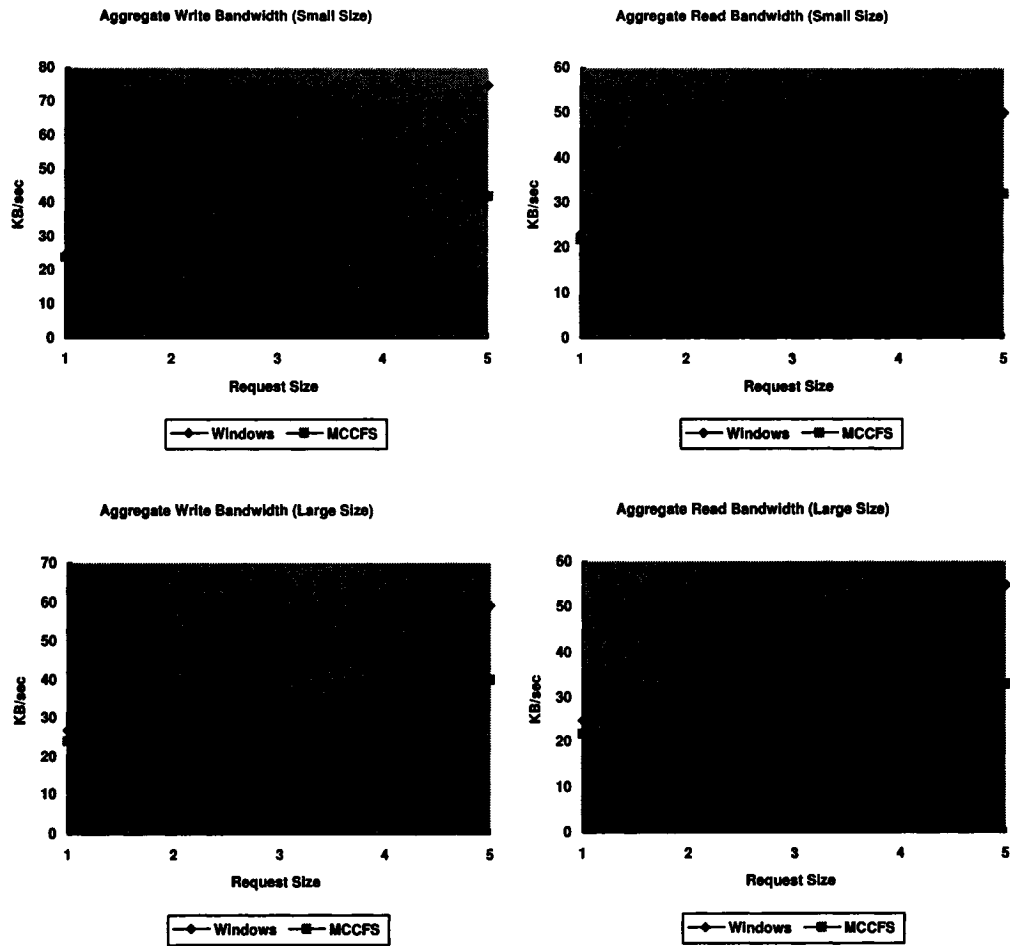 Aggregate Write Bandwidth (Small Size)
80
70
60
50
40
30
20
10
0
KB/sec
1 2 3 4 5
Request Size
Windows MCCFS
Aggregate Read Bandwidth (Small Size)
60
50
40
30
20
10
0
KB/sec
1 2 3 4 5
Request Size
Windows MCCFS
Aggregate Write Bandwidth (Large Size)
70
60
50
40
30
20
10
0
KB/sec
1 2 3 4 5
Request Size
Windows MCCFS
Aggregate Read Bandwidth (Large Size)
60
50
40
30
20
10
0
KB/sec
1 2 3 4 5
Request Size
Windows MCCFS